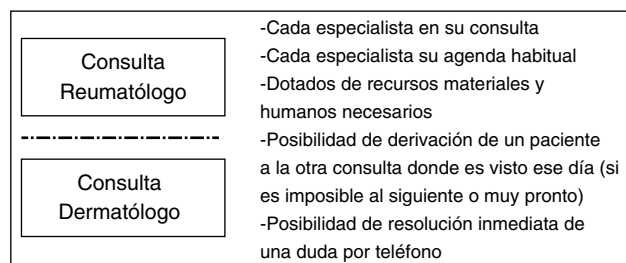 Consulta
Reumatólogo
Consulta
Dermatólogo
-Cada especialista en su consulta
-Cada especialista su agenda habitual
-Dotados de recursos materiales y
humanos necesarios
-Posibilidad de derivación de un paciente
a la otra consulta donde es visto ese día (si
es imposible al siguiente o muy pronto)
-Posibilidad de resolución inmediata de
una duda por teléfono